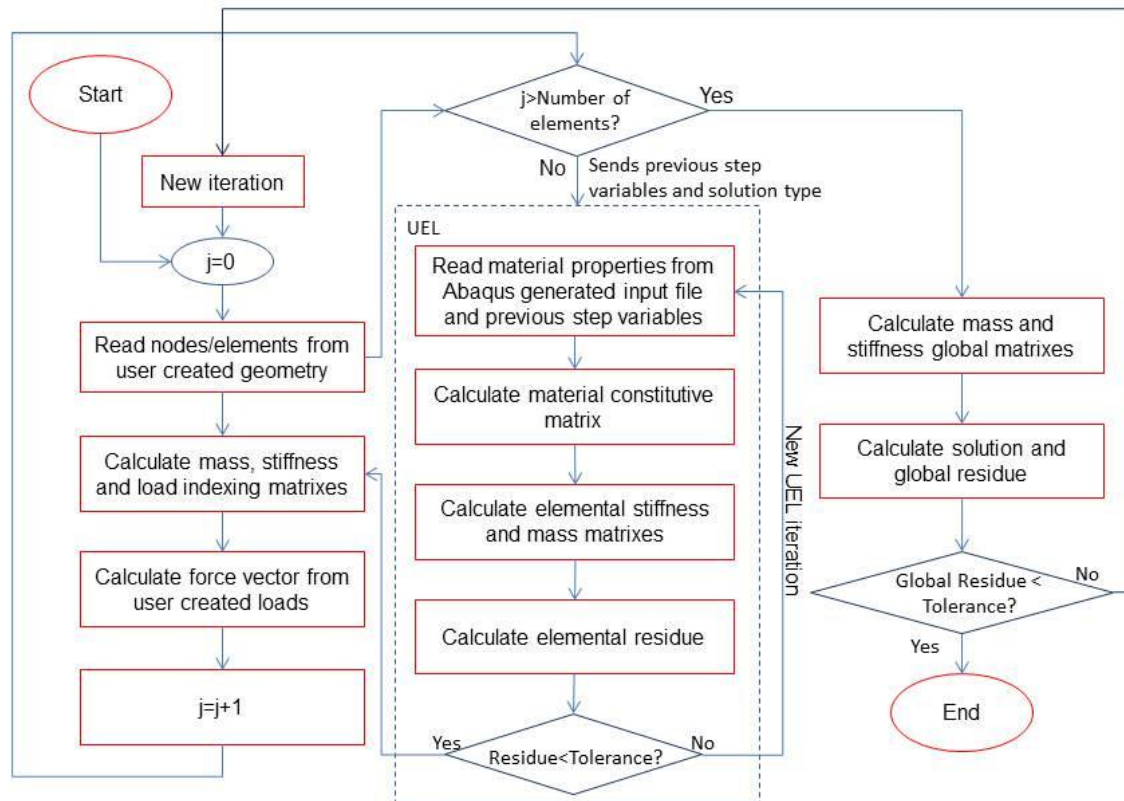 Start
New iteration
j=0
Read nodes/elements from
user created geometry
Calculate mass, stiffness
and load indexing matrixes
Calculate force vector from
user created loads
j=j+1
j>Number of
elements?
Yes
No
Sends previous step
variables and solution type
UEL
Read material properties from
Abaqus generated input file
and previous step variables
Calculate material constitutive
matrix
Calculate elemental stiffness
and mass matrixes
Calculate elemental residue
Residue<Tolerance?
Yes
No
New UEL iteration
Calculate mass and
stiffness global matrixes
Calculate solution and
global residue
Global Residue <
Tolerance?
No
Yes
End